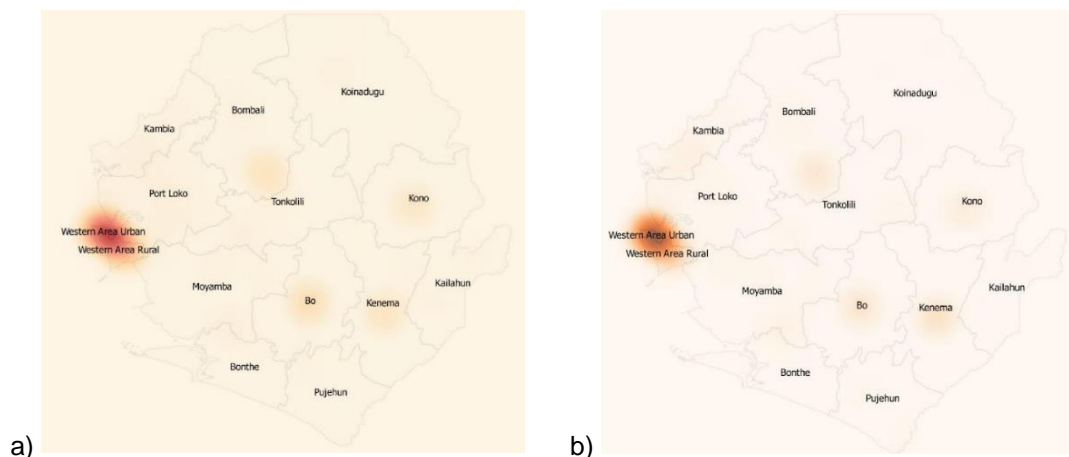 Koinadugu
Bombali
Kambia
Port Loko
Kono
Tonkolili
Western Area Urban
Western Area Rural
Kailahun
Moyamba
Bo
Kenema
Bonthe
Pujehun
a)
Koinadugu
Bombali
Kambia
Port Loko
Kono
Tonkolili
Western Area Urban
Western Area Rural
Kailahun
Moyamba
Bo
Kenema
Bonthe
Pujehun
b)